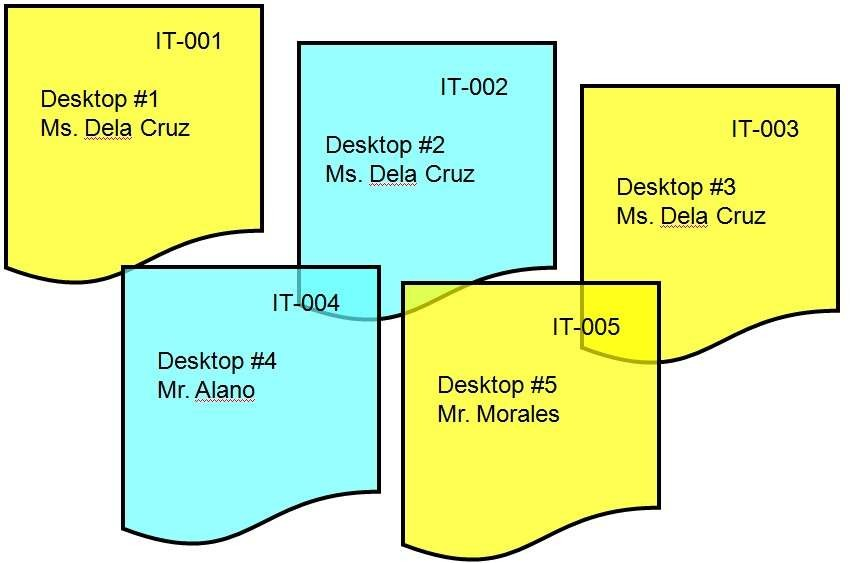 IT-001
Desktop #1
Ms. Dela Cruz
IT-002
Desktop #2
Ms. Dela Cruz
IT-003
Desktop #3
Ms. Dela Cruz
IT-004
Desktop #4
Mr. Alano
IT-005
Desktop #5
Mr. Morales